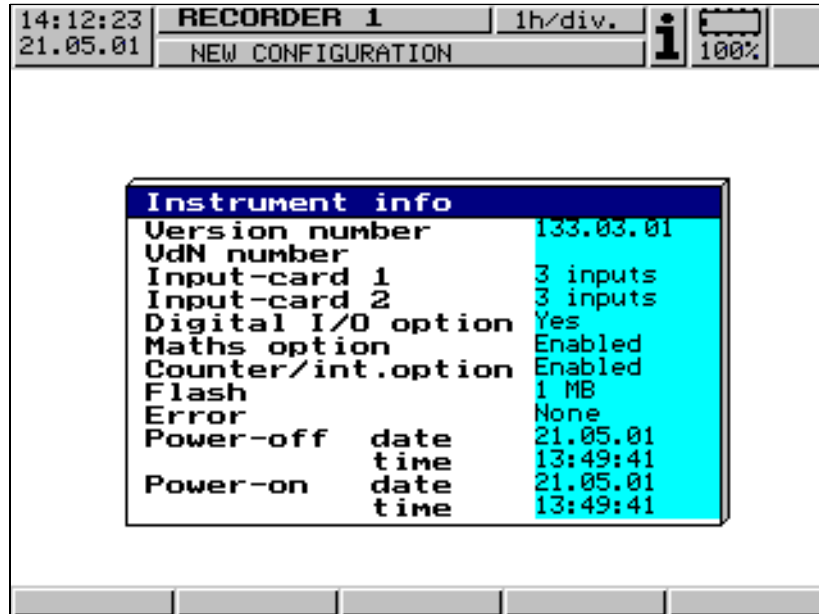 14:12:23 RECORDER 1 1h/div.
21.05.01 NEW CONFIGURATION i 100%
Instrument info
Version number 133.03.01
VdN number
Input-card 1 3 inputs
Input-card 2 3 inputs
Digital I/O option Yes
Maths option Enabled
Counter/int.option Enabled
Flash 1 MB
Error None
Power-off date 21.05.01
time 13:49:41
Power-on date 21.05.01
time 13:49:41